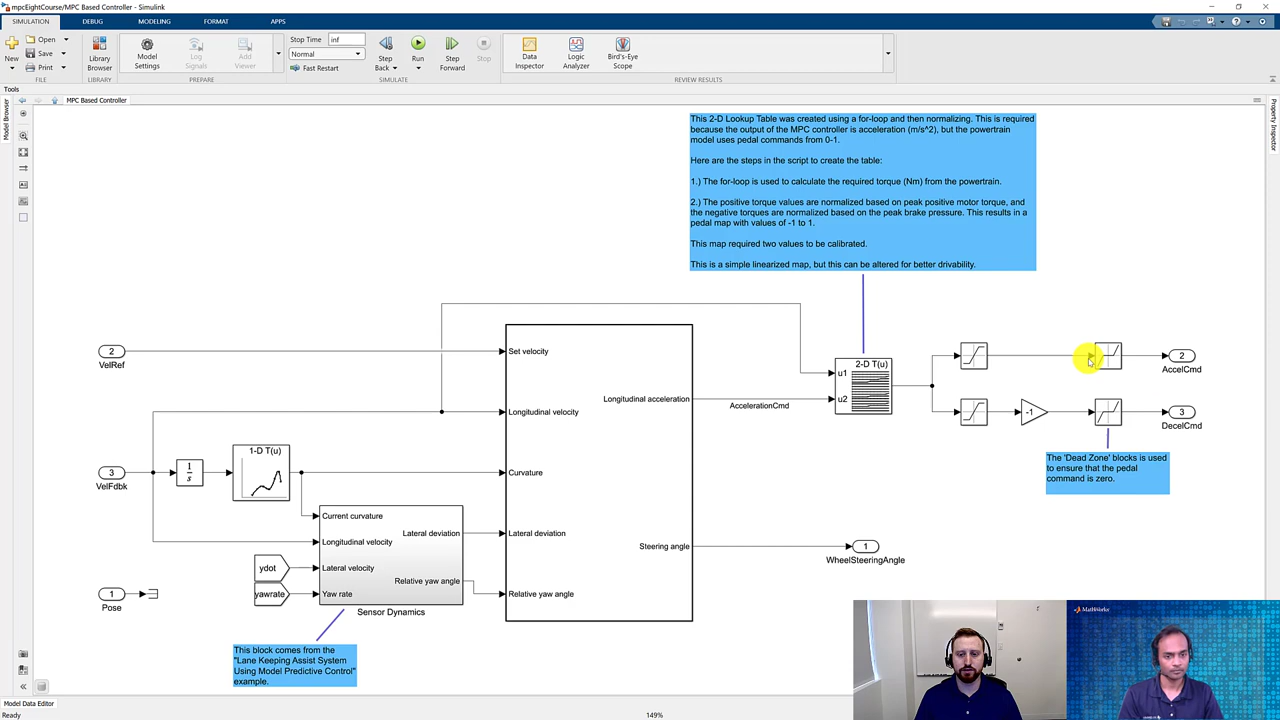 mpcEightCourse/MPC Based Controller - Simulink
SIMULATION
DEBUG
MODELING
FORMAT
APPS
New
Open
Save
Print
FILE
Library
Browser
LIBRARY
Model
Settings
Log
Signals
Add
Viewer
PREPARE
Stop Time
inf
Normal
Fast Restart
Step
Back
Run
Step
Forward
Stop
SIMULATE
Data
Inspector
Logic
Analyzer
Bird's-Eye
Scope
REVIEW RESULTS
Tools
MPC Based Controller
Model Browser
Property Inspector
This 2-D Lookup Table was created using a for-loop and then normalizing. This is required
because the output of the MPC controller is acceleration (m/s^2), but the powertrain
model uses pedal commands from 0-1.
Here are the steps in the script to create the table:
1.) The for-loop is used to calculate the required torque (Nm) from the powertrain.
2.) The positive torque values are normalized based on peak positive motor torque, and
the negative torques are normalized based on the peak brake pressure. This results in a
pedal map with values of -1 to 1.
This map required two values to be calibrated.
This is a simple linearized map, but this can be altered for better drivability.
2
VelRef
Set velocity
Longitudinal velocity
Curvature
Lateral deviation
Relative yaw angle
Longitudinal acceleration
Steering angle
AccelerationCmd
2-D T(u)
u1
u2
2
AccelCmd
-1
3
DecelCmd
The 'Dead Zone' blocks is used
to ensure that the pedal
command is zero.
3
VelFdbk
1
s
1-D T(u)
Current curvature
Longitudinal velocity
Lateral velocity
Yaw rate
Lateral deviation
Relative yaw angle
Sensor Dynamics
ydot
yawrate
1
Pose
1
WheelSteeringAngle
This block comes from the
"Lane Keeping Assist System
Using Model Predictive Control"
example.
MathWorks
Model Data Editor
Ready
149%